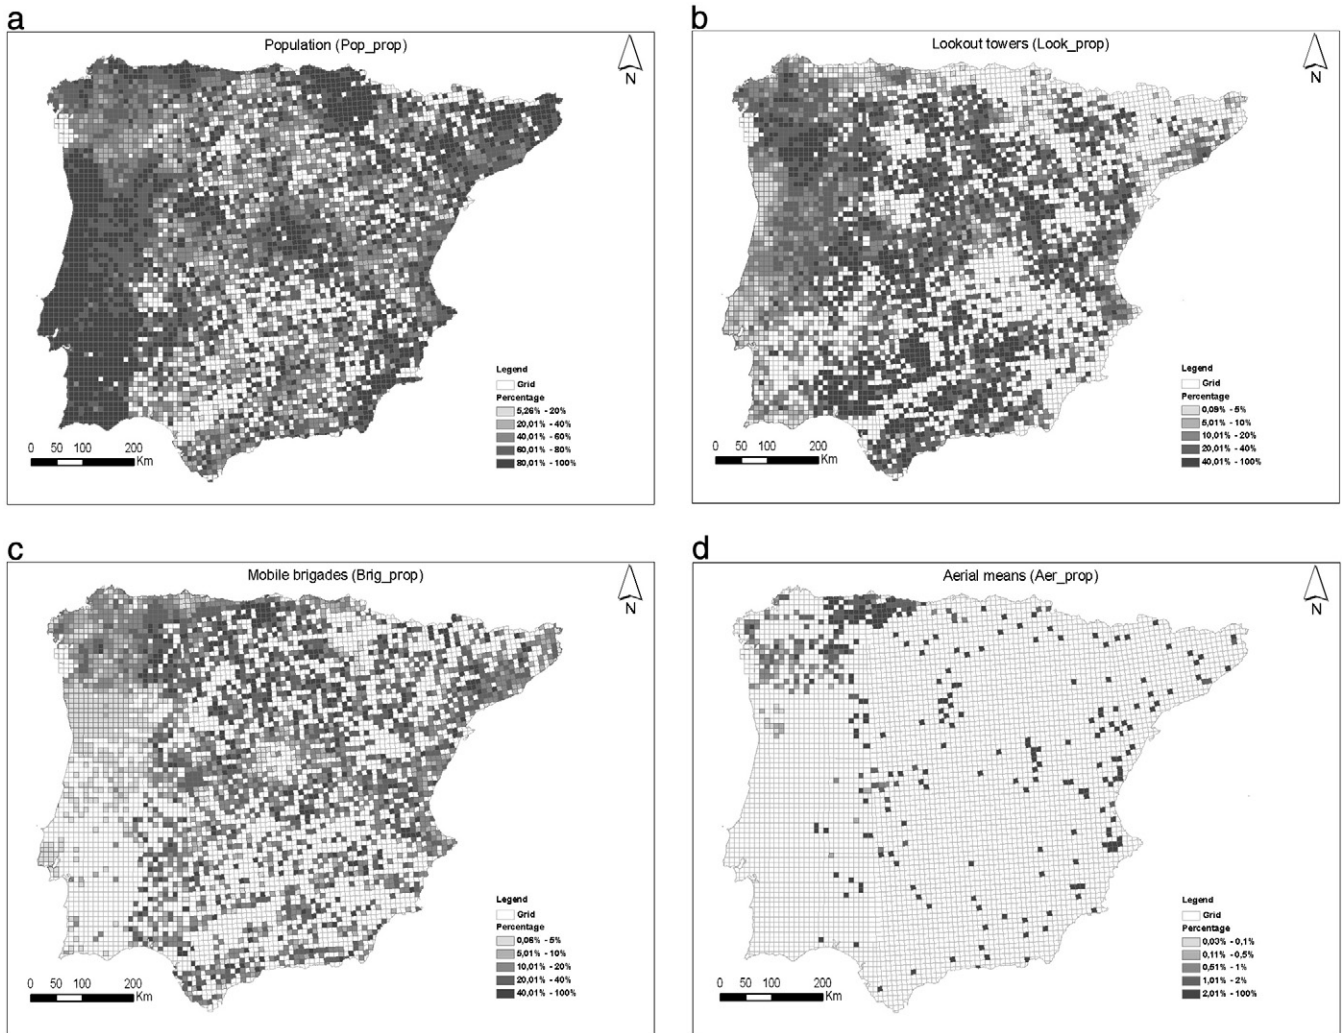 a
Population (Pop_prop)
N
Legend
Grid
Percentage
5,26% - 20%
20,01% - 40%
40,01% - 60%
60,01% - 80%
80,01% - 100%
0 50 100 200
Km
b
Lookout towers (Look_prop)
N
Legend
Grid
Percentage
0,09% - 5%
5,01% - 10%
10,01% - 20%
20,01% - 40%
40,01% - 100%
0 50 100 200
Km
c
Mobile brigades (Brig_prop)
N
Legend
Grid
Percentage
0,06% - 5%
5,01% - 10%
10,01% - 20%
20,01% - 40%
40,01% - 100%
0 50 100 200
Km
d
Aerial means (Aer_prop)
N
Legend
Grid
Percentage
0,03% - 0,1%
0,11% - 0,5%
0,51% - 1%
1,01% - 2%
2,01% - 100%
0 50 100 200
Km